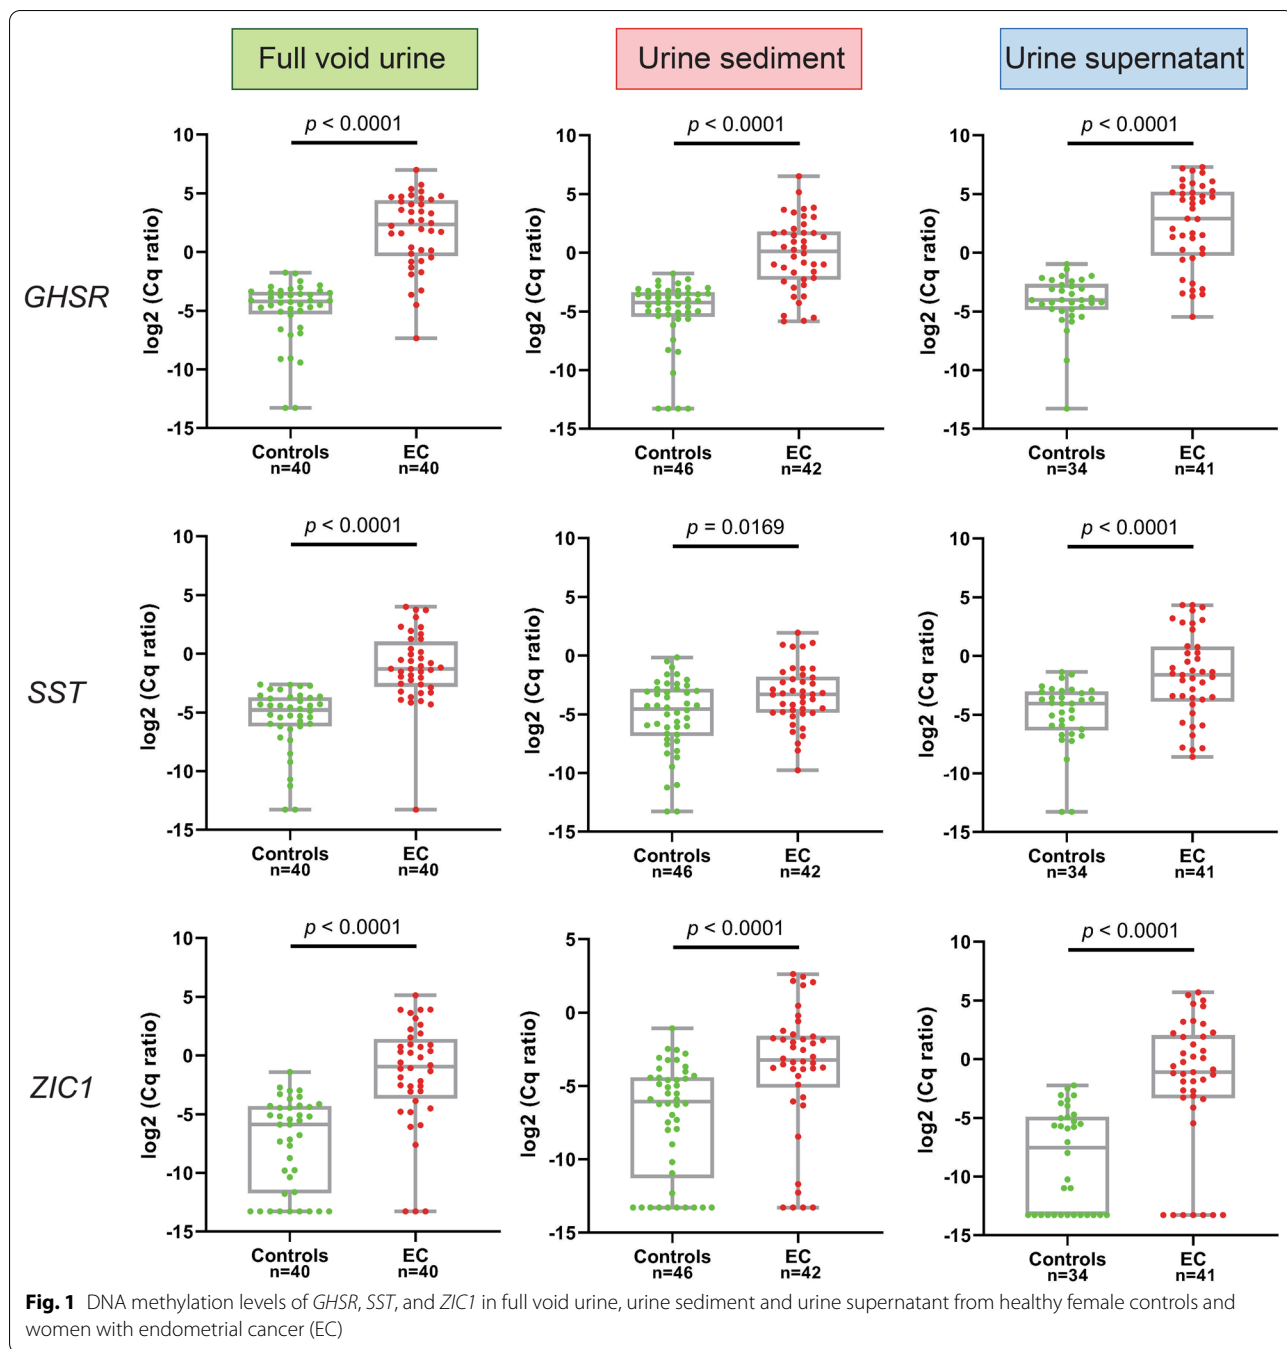 Full void urine
Urine sediment
Urine supernatant
GHSR
log2 (Cq ratio)
10
5
0
-5
-10
-15
p < 0.0001
Controls
n=40
EC
n=40
log2 (Cq ratio)
10
5
0
-5
-10
-15
p < 0.0001
Controls
n=46
EC
n=42
log2 (Cq ratio)
10
5
0
-5
-10
-15
p < 0.0001
Controls
n=34
EC
n=41
SST
log2 (Cq ratio)
10
5
0
-5
-10
-15
p < 0.0001
Controls
n=40
EC
n=40
log2 (Cq ratio)
10
5
0
-5
-10
-15
p = 0.0169
Controls
n=46
EC
n=42
log2 (Cq ratio)
10
5
0
-5
-10
-15
p < 0.0001
Controls
n=34
EC
n=41
ZIC1
log2 (Cq ratio)
10
5
0
-5
-10
-15
p < 0.0001
Controls
n=40
EC
n=40
log2 (Cq ratio)
5
0
-5
-10
-15
p < 0.0001
Controls
n=46
EC
n=42
log2 (Cq ratio)
10
5
0
-5
-10
-15
p < 0.0001
Controls
n=34
EC
n=41
Fig. 1 DNA methylation levels of GHSR, SST, and ZIC1 in full void urine, urine sediment and urine supernatant from healthy female controls and
women with endometrial cancer (EC)